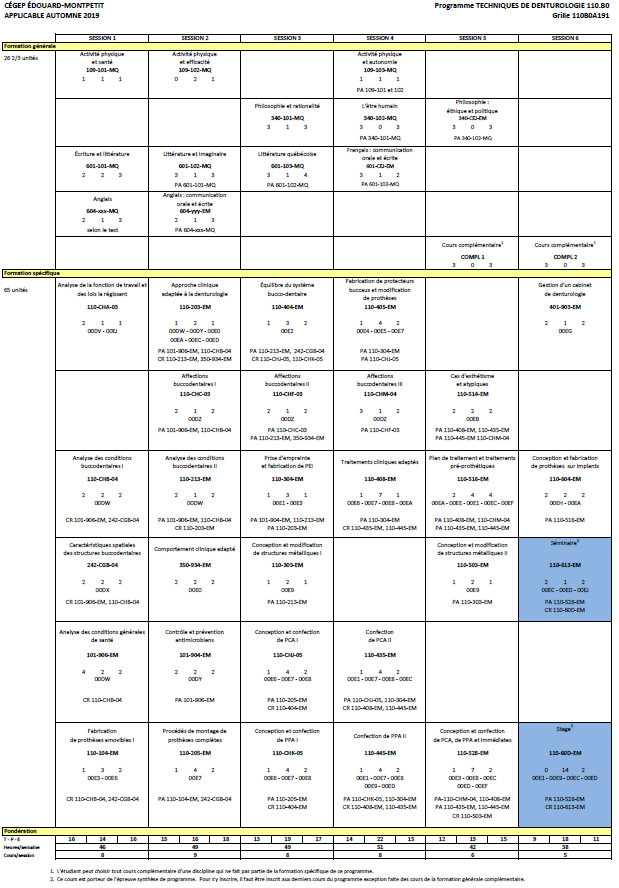 CÉGEP ÉDOUARD-MONTPETIT
APPLICABLE AUTOMNE 2019
Programme TECHNIQUES DE DENTUROLOGIE 110.B0
Grille 110B0A191
SESSION 1 SESSION 2 SESSION 3 SESSION 4 SESSION 5 SESSION 6
Formation générale
26 2/3 unités
Activité physique
et santé
109-101-MQ
1 1 1
Activité physique
et efficacité
109-102-MQ
0 2 1
Activité physique
et autonomie
109-103-MQ
1 1 1
PA 109-101 et 102
Philosophie et rationalité
340-101-MQ
3 1 3
L'être humain
340-102-MQ
3 0 3
PA 340-101-MQ
Philosophie :
éthique et politique
340-CEJ-EM
3 0 3
PA 340-102-MQ
Écriture et littérature
601-101-MQ
2 2 3
Littérature et imaginaire
601-102-MQ
3 1 3
PA 601-101-MQ
Littérature québécoise
601-103-MQ
3 1 4
PA 601-102-MQ
Français : communication
orale et écrite
601-CEJ-EM
3 1 2
PA 601-103-MQ
Anglais
604-xxx-MQ
2 1 3
selon le test
Anglais : communication
orale et écrite
604-yyy-EM
2 1 3
PA 604-xxx-MQ
Cours complémentaire1
COMPL 1
3 0 3
Cours complémentaire1
COMPL 2
3 0 3
Formation spécifique
65 unités
Analyse de la fonction de travail et
des lois la régissant
110-CHA-03
2 1 1
00DV - 00EJ
Approche clinique
adaptée à la denturologie
110-203-EM
1 2 1
00DW - 00DY - 00ED
00EA - 00EC - 00ED
PA 101-906-EM, 110-CHB-04
CR 110-213-EM, 350-934-EM
Équilibre du système
bucco-dentaire
110-404-EM
1 3 2
00E2
PA 110-213-EM, 242-CGB-04
CR 110-CHJ-05, 110-CHK-05
Fabrication de protecteurs
buccaux et modification
de prothèses
110-405-EM
1 4 2
00E4 - 00E5 - 00E7
PA 110-304-EM
PA 110-CHJ-05
Gestion d'un cabinet
de denturologie
401-903-EM
2 1 2
00EG
Affections
buccodentaires I
110-CHC-03
2 1 2
00DZ
PA 101-906-EM, 110-CHB-04
Affections
buccodentaires II
110-CHF-03
2 1 2
00DZ
PA 110-CHC-03
PA 110-213-EM, 350-934-EM
Affections
buccodentaires III
110-CHM-04
3 1 2
00DZ
PA 110-CHF-03
Cas d'esthétisme
et atypiques
110-514-EM
2 2 2
00EB
PA 110-408-EM, 110-435-EM
PA 110-445-EM 110-CHM-04
Analyse des conditions
buccodentaires I
110-CHB-04
2 2 2
00DW
CR 101-906-EM, 242-CGB-04
Analyse des conditions
buccodentaires II
110-213-EM
1 2 2
00DW
PA 101-906-EM, 110-CHB-04
CR 110-203-EM
Prise d'empreinte
et fabrication de PEI
110-304-EM
1 3 1
00E1 - 00E3
PA 101-904-EM, 110-213-EM
PA 110-203-EM
Traitements cliniques adaptés
110-408-EM
1 7 1
00E6 - 00E7 - 00E8 - 00EA
PA 110-304-EM
CR 110-435-EM, 110-445-EM
Plan de traitement et traitements
pré-prothétiques
110-516-EM
2 4 4
00EA - 00EE - 00E1 - 00EC - 00EF
PA 110-408-EM, 110-CHM-04
PA 110-435-EM, 110-445-EM
Conception et fabrication
de prothèses sur implants
110-604-EM
2 2 2
00EH - 00EA
PA 110-516-EM
Caractéristiques spatiales
des structures buccodentaires
242-CGB-04
2 2 2
00DX
CR 101-906-EM, 110-CHB-04
Comportement clinique adapté
350-934-EM
2 2 2
00ED
Conception et modification
de structures métalliques I
110-303-EM
1 2 1
00E9
PA 110-213-EM
Conception et modification
de structures métalliques II
110-503-EM
1 2 1
00E9
PA 110-303-EM
Séminaire2
110-613-EM
2 1 2
00EC - 00ED - 00EJ
PA 110-528-EM
CR 110-60D-EM
Analyse des conditions générales
de santé
101-906-EM
4 2 2
00DW
CR 110-CHB-04
Contrôle et prévention
antimicrobiens
101-904-EM
2 2 2
00DY
PA 101-906-EM
Conception et confection
de PCA I
110-CHJ-05
1 4 2
00E6 - 00E7 - 00E8
PA 110-205-EM
CR 110-404-EM
Confection
de PCA II
110-435-EM
1 4 2
00E1 - 00E7 - 00E8 - 00EC
PA 110-CHJ-05, 110-304-EM
CR 110-408-EM, 110-445-EM
Fabrication
de prothèses amovibles I
110-104-EM
1 3 2
00E3 - 00E6
CR 110-CHB-04, 242-CGB-04
Procédés de montage de
prothèses complètes
110-205-EM
1 4 2
00E7
PA 110-104-EM, 242-CGB-04
Conception et confection
de PPA I
110-CHK-05
1 4 2
00E6 - 00E7 - 00E8
PA 110-205-EM
CR 110-404-EM
Confection de PPA II
110-445-EM
1 4 2
00E1 - 00E7 - 00E8
00E9 - 00ED
PA 110-CHK-05, 110-304-EM
CR 110-408-EM, 110-435-EM
Conception et confection
de PCA, de PPA et immédiates
110-528-EM
1 7 2
00E3 - 00E8 - 00EC
00ED - 00EF
PA-110-CHM-04, 110-408-EM
PA 110-435-EM, 110-445-EM
CR 110-503-EM
Stage2
110-60D-EM
0 14 2
00E1 - 00E9 - 00EC - 00ED
PA 110-528-EM
CR 110-613-EM
Pondération
T - P - E 16 14 16 15 16 18 13 19 17 14 22 15 12 15 15 9 18 11
Heures/semaine 46 49 49 51 42 38
Cours/session 8 9 8 8 6 5
1. L'étudiant peut choisir tout cours complémentaire d'une discipline qui ne fait pas partie de la formation spécifique de ce programme.
2. Ce cours est porteur de l'épreuve synthèse de programme. Pour s'y inscrire, il faut être inscrit aux derniers cours du programme exception faite des cours de la formation générale complémentaire.